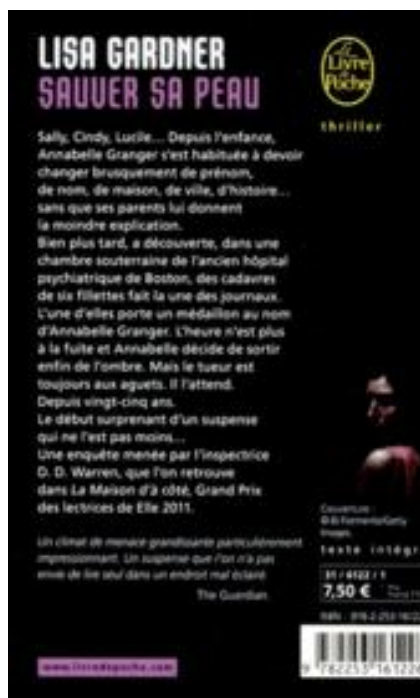 LISA GARDNER
SAUVER SA PEAU
Le
Livre
de
Poche
thriller
Sally, Cindy, Lucile... Depuis l'enfance,
Annabelle Granger s'est habituée à devoir
changer brusquement de prénom,
de nom, de maison, de ville, d'histoire...
sans que ses parents lui donnent
la moindre explication.
Bien plus tard, a découverte, dans une
chambre souterraine de l'ancien hôpital
psychiatrique de Boston, des cadavres
de six fillettes fait la une des journaux.
L'une d'elles porte un médaillon au nom
d'Annabelle Granger. L'heure n'est plus
à la fuite et Annabelle décide de sortir
enfin de l'ombre. Mais le tueur est
toujours aux aguets. Il l'attend.
Depuis vingt-cinq ans.
Le début surprenant d'un suspense
qui ne l'est pas moins...
Une enquête menée par l'inspectrice
D. D. Warren, que l'on retrouve
dans La Maison d'à côté, Grand Prix
des lectrices de Elle 2011.
Un climat de menace grandissante particulièrement
impressionnant. Un suspense que l'on n'a pas
envie de lire seul dans un endroit mal éclairé.
The Guardian.
Couverture :
Images.
texte intégr
31 / 6122 / 1
7,50 €
www.livredepoche.com